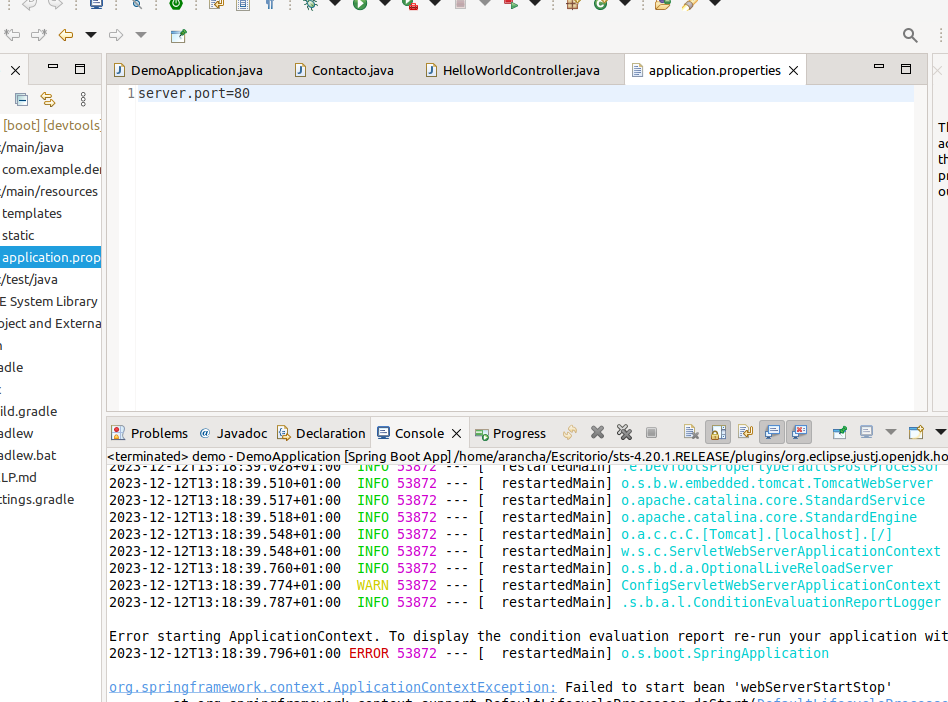 DemoApplication.java
Contacto.java
HelloWorldController.java
application.properties
1 server.port=80
[boot] [devtools]
/main/java
com.example.de
/main/resources
templates
static
application.prop
/test/java
E System Library
oject and Externa
adle
ild.gradle
adlew
adlew.bat
LP.md
tings.gradle
Problems
@ Javadoc
Declaration
Console
Progress
<terminated> demo - DemoApplication [Spring Boot App] /home/arancha/Escritorio/sts-4.20.1.RELEASE/plugins/org.eclipse.justj.openjdk.ho
2023-12-12T13:18:39.028+01:00 INFO 53872 --- [ restartedMain] .e.DevToolsPropertyDefaultsPostProcessor
2023-12-12T13:18:39.510+01:00 INFO 53872 --- [ restartedMain] o.s.b.w.embedded.tomcat.TomcatWebServer
2023-12-12T13:18:39.517+01:00 INFO 53872 --- [ restartedMain] o.apache.catalina.core.StandardService
2023-12-12T13:18:39.518+01:00 INFO 53872 --- [ restartedMain] o.apache.catalina.core.StandardEngine
2023-12-12T13:18:39.548+01:00 INFO 53872 --- [ restartedMain] o.a.c.c.C.[Tomcat].[localhost].[/]
2023-12-12T13:18:39.548+01:00 INFO 53872 --- [ restartedMain] w.s.c.ServletWebServerApplicationContext
2023-12-12T13:18:39.760+01:00 INFO 53872 --- [ restartedMain] o.s.b.d.a.OptionalLiveReloadServer
2023-12-12T13:18:39.774+01:00 WARN 53872 --- [ restartedMain] ConfigServletWebServerApplicationContext
2023-12-12T13:18:39.787+01:00 INFO 53872 --- [ restartedMain] .s.b.a.l.ConditionEvaluationReportLogger
Error starting ApplicationContext. To display the condition evaluation report re-run your application wit
2023-12-12T13:18:39.796+01:00 ERROR 53872 --- [ restartedMain] o.s.boot.SpringApplication
org.springframework.context.ApplicationContextException: Failed to start bean 'webServerStartStop'
at org.springframework.context.support.DefaultLifecycleProcessor.doStart(DefaultLifecycleProce